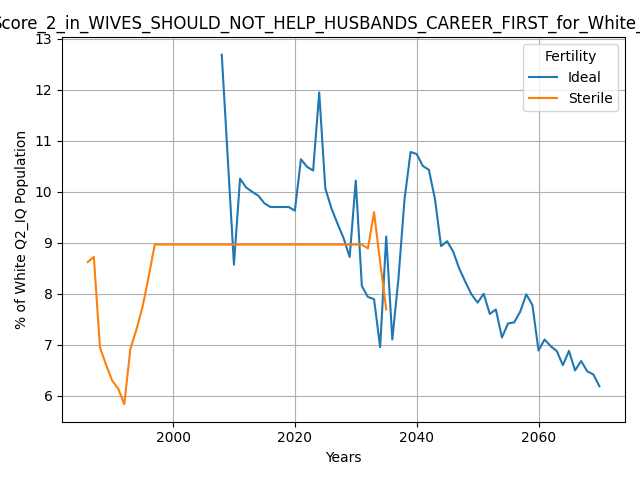 Score_2_in_WIVES_SHOULD_NOT_HELP_HUSBANDS_CAREER_FIRST_for_White_
13
12
11
10
9
8
7
6
% of White Q2_IQ Population
Fertility
Ideal
Sterile
2000
2020
2040
2060
Years